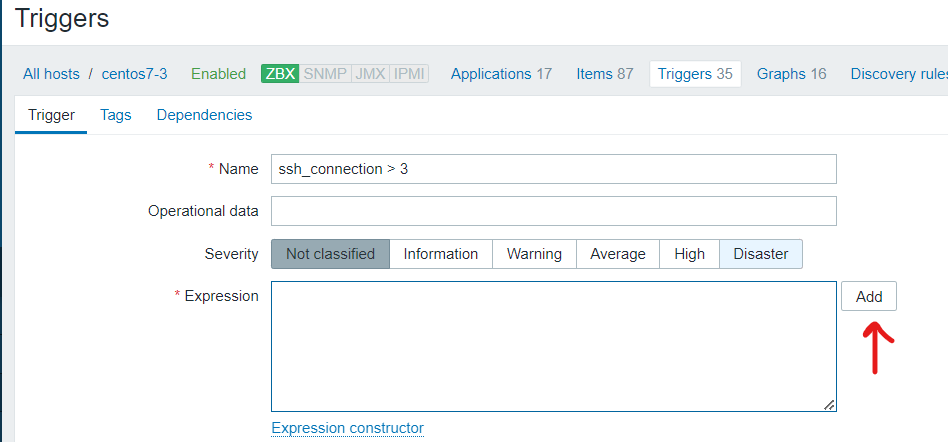 Triggers
All hosts / centos7-3 Enabled ZBX SNMP JMX IPMI Applications 17 Items 87 Triggers 35 Graphs 16 Discovery rules
Trigger Tags Dependencies
* Name ssh_connection > 3
Operational data
Severity Not classified Information Warning Average High Disaster
* Expression Add
Expression constructor